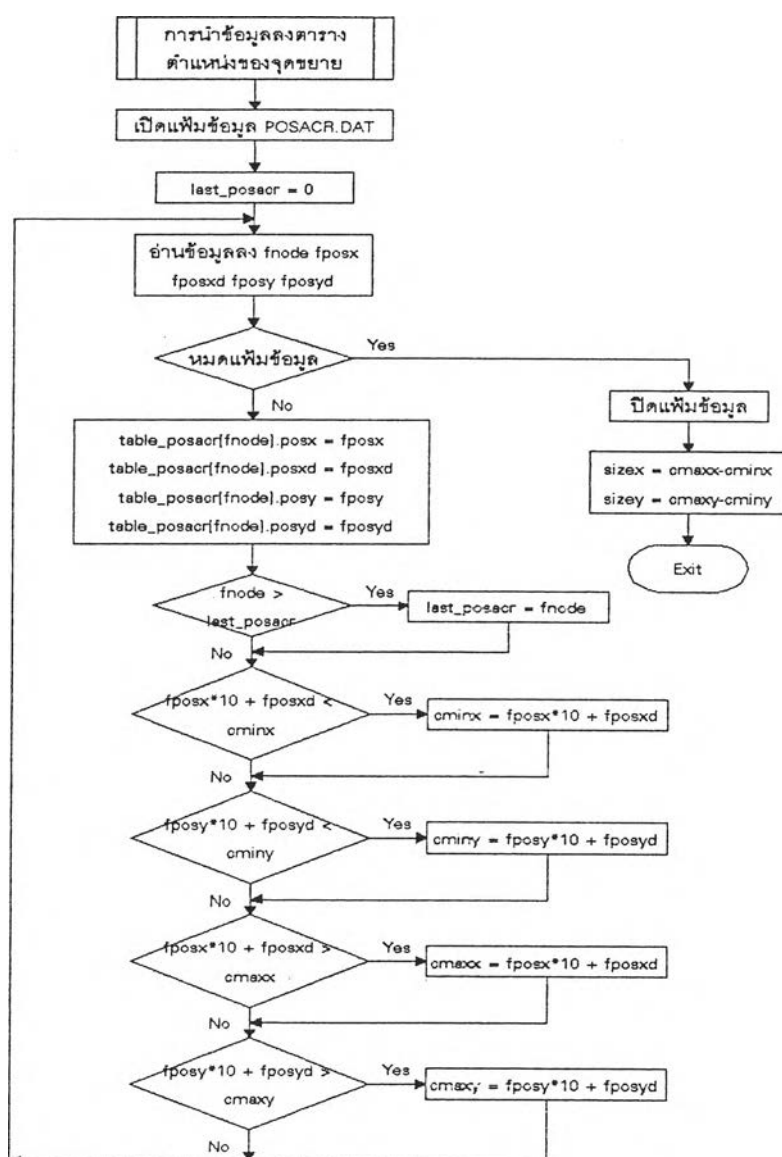 การนำข้อมูลลงตาราง
ตำแหน่งของจุดขยาย
เปิดแฟ้มข้อมูล POSACR.DAT
last_posacr = 0
อ่านข้อมูลลง fnode fposx
fposxd fposy fposyd
หมดแฟ้มข้อมูล
Yes
No
ปิดแฟ้มข้อมูล
sizex = cmaxx-cminx
sizey = cmaxy-cminy
Exit
table_posacr[fnode].posx = fposx
table_posacr[fnode].posxd = fposxd
table_posacr[fnode].posy = fposy
table_posacr[fnode].posyd = fposyd
fnode >
last_posacr
Yes
last_posacr = fnode
No
fposx*10 + fposxd <
cminx
Yes
cminx = fposx*10 + fposxd
No
fposy*10 + fposyd <
cminy
Yes
cminy = fposy*10 + fposyd
No
fposx*10 + fposxd >
cmaxx
Yes
cmaxx = fposx*10 + fposxd
No
fposy*10 + fposyd >
cmaxy
Yes
cmaxy = fposy*10 + fposyd
No